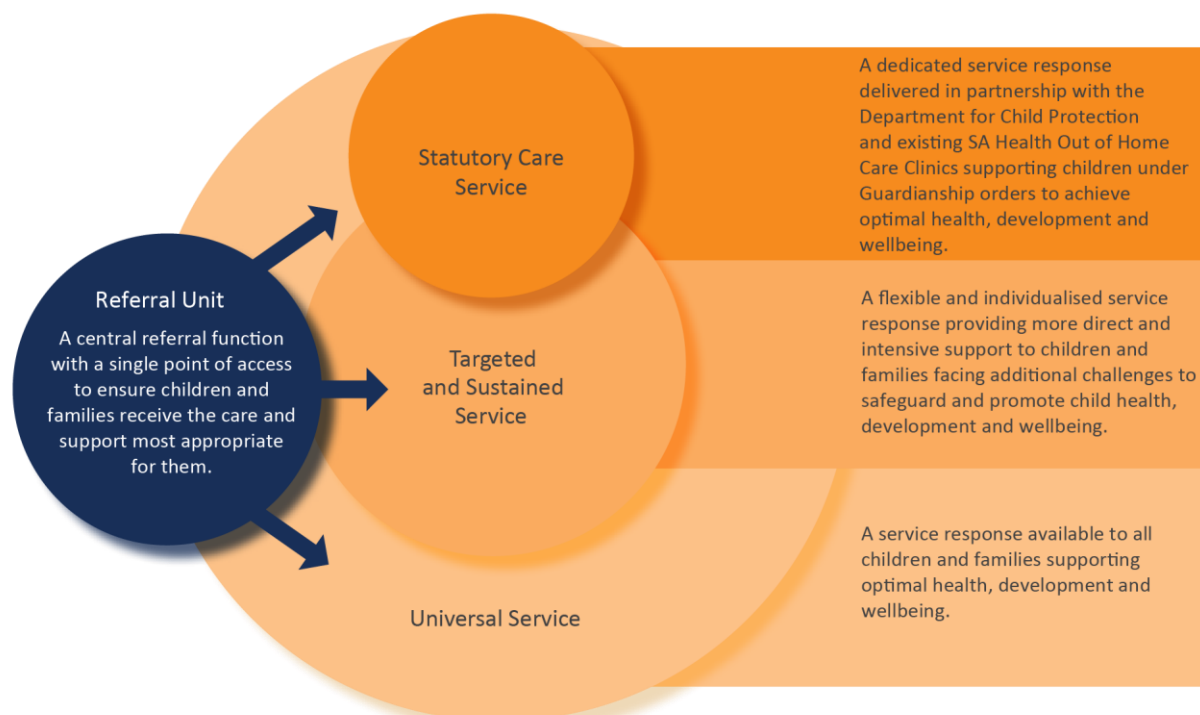 Referral Unit
A central referral function
with a single point of access
to ensure children and
families receive the care and
support most appropriate
for them.
Statutory Care
Service
A dedicated service response
delivered in partnership with the
Department for Child Protection
and existing SA Health Out of Home
Care Clinics supporting children under
Guardianship orders to achieve
optimal health, development and
wellbeing.
Targeted
and Sustained
Service
A flexible and individualised service
response providing more direct and
intensive support to children and
families facing additional challenges to
safeguard and promote child health,
development and wellbeing.
Universal Service
A service response available to all
children and families supporting
optimal health, development and
wellbeing.